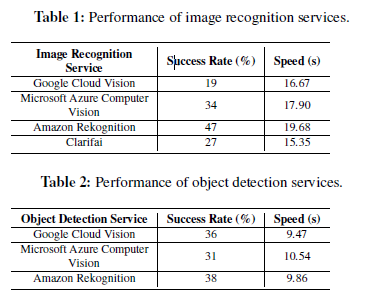 Table 1: Performance of image recognition services.
Image Recognition
Service
Success Rate (%)
Speed (s)
Google Cloud Vision 19 16.67
Microsoft Azure Computer
Vision
34 17.90
Amazon Rekognition 47 19.68
Clarifai 27 15.35
Table 2: Performance of object detection services.
Object Detection Service Success Rate (%) Speed (s)
Google Cloud Vision 36 9.47
Microsoft Azure Computer
Vision
31 10.54
Amazon Rekognition 38 9.86